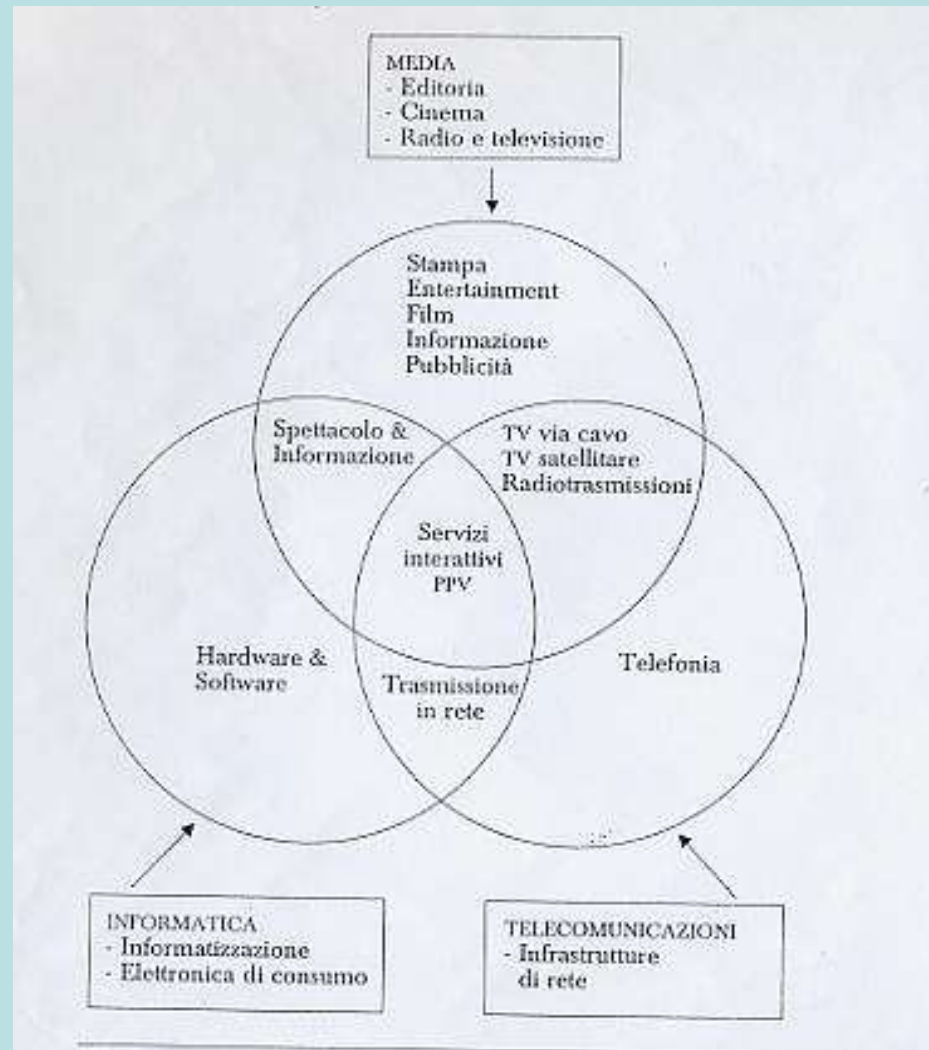 MEDIA
- Editoria
- Cinema
- Radio e televisione
Stampa
Entertainment
Film
Informazione
Pubblicità
Spettacolo &
Informazione
TV via cavo
TV satellitare
Radiotrasmissioni
Servizi
interattivi
PPV
Hardware &
Software
Trasmissione
in rete
Telefonia
INFORMATICA
- Informatizzazione
- Elettronica di consumo
TELECOMUNICAZIONI
- Infrastrutture
di rete